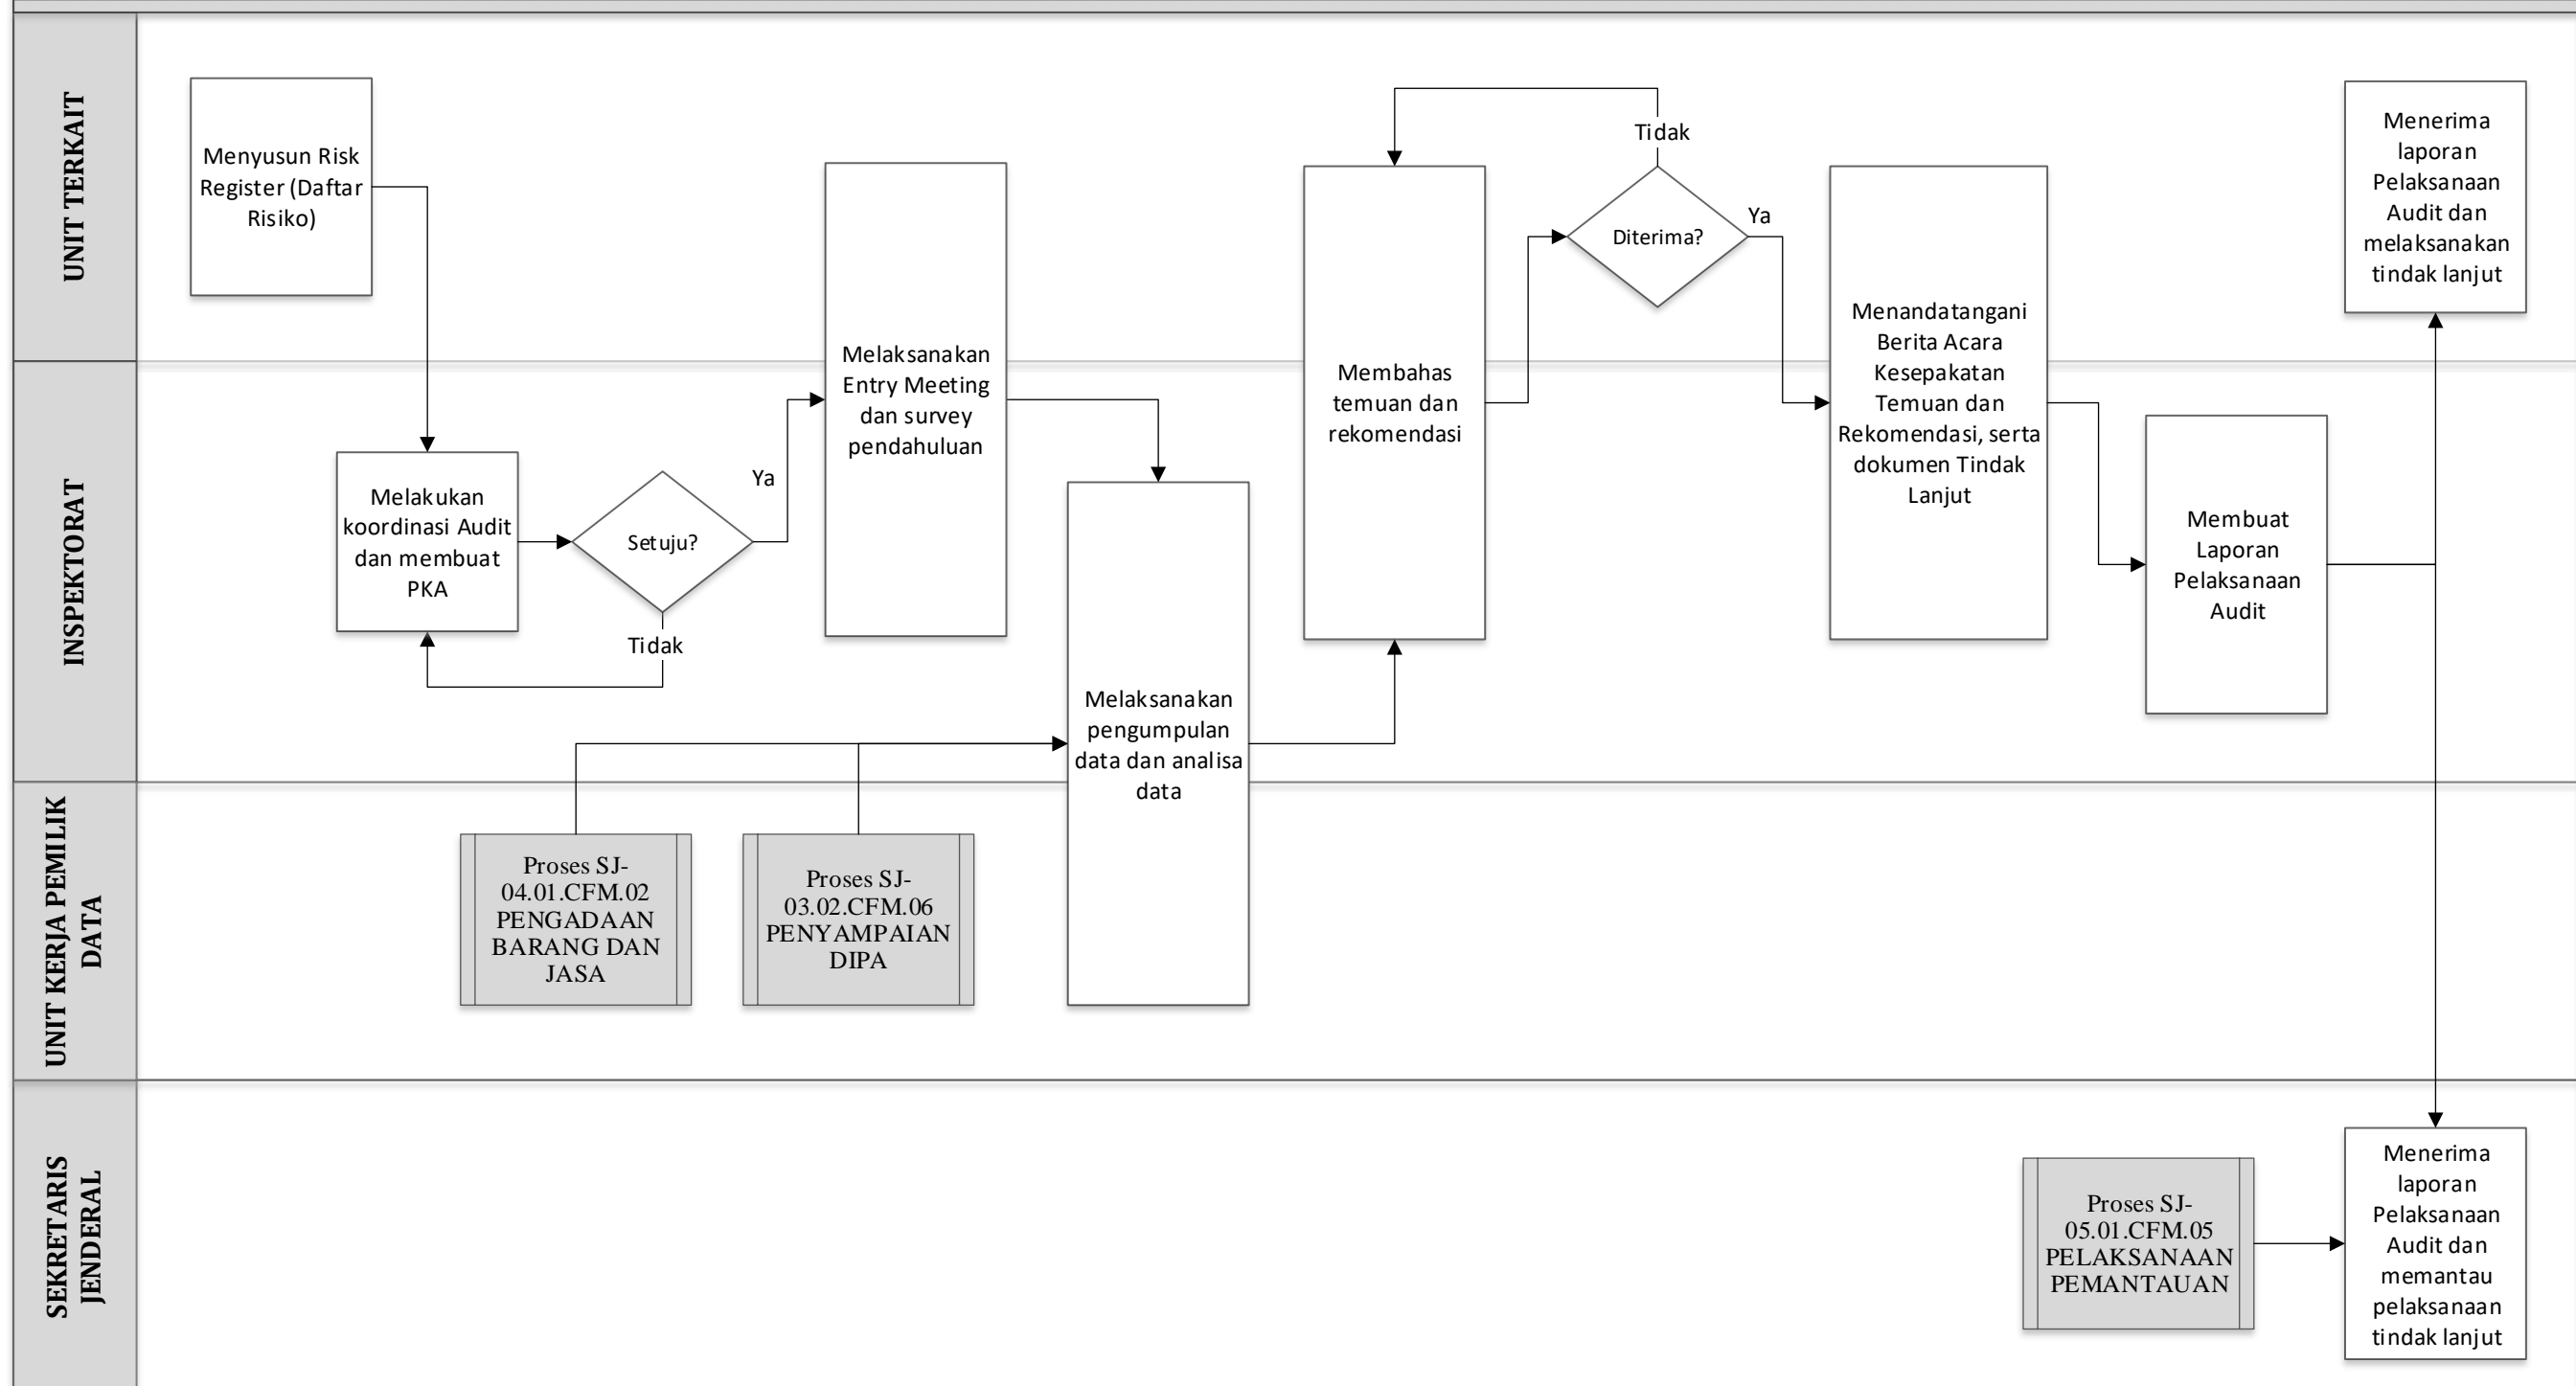 UNIT TERKAIT
Menyusun Risk
Register (Daftar
Risiko)
Tidak
Diterima?
Ya
Menerima
laporan
Pelaksanaan
Audit dan
melaksanakan
tindak lanjut
INSPEKTORAT
Melakukan
koordinasi Audit
dan membuat
PKA
Setuju?
Ya
Tidak
Melaksanakan
Entry Meeting
dan survey
pendahuluan
Membahas
temuan dan
rekomendasi
Menandatangani
Berita Acara
Kesepakatan
Temuan dan
Rekomendasi, serta
dokumen Tindak
Lanjut
Membuat
Laporan
Pelaksanaan
Audit
Melaksanakan
pengumpulan
data dan analisa
data
UNIT KERJA PEMILIK
DATA
Proses SJ-
04.01.CFM.02
PENGADAAN
BARANG DAN
JASA
Proses SJ-
03.02.CFM.06
PENYAMPAIAN
DIPA
SEKRETARIS
JENDERAL
Proses SJ-
05.01.CFM.05
PELAKSANAAN
PEMANTAUAN
Menerima
laporan
Pelaksanaan
Audit dan
memantau
pelaksanaan
tindak lanjut